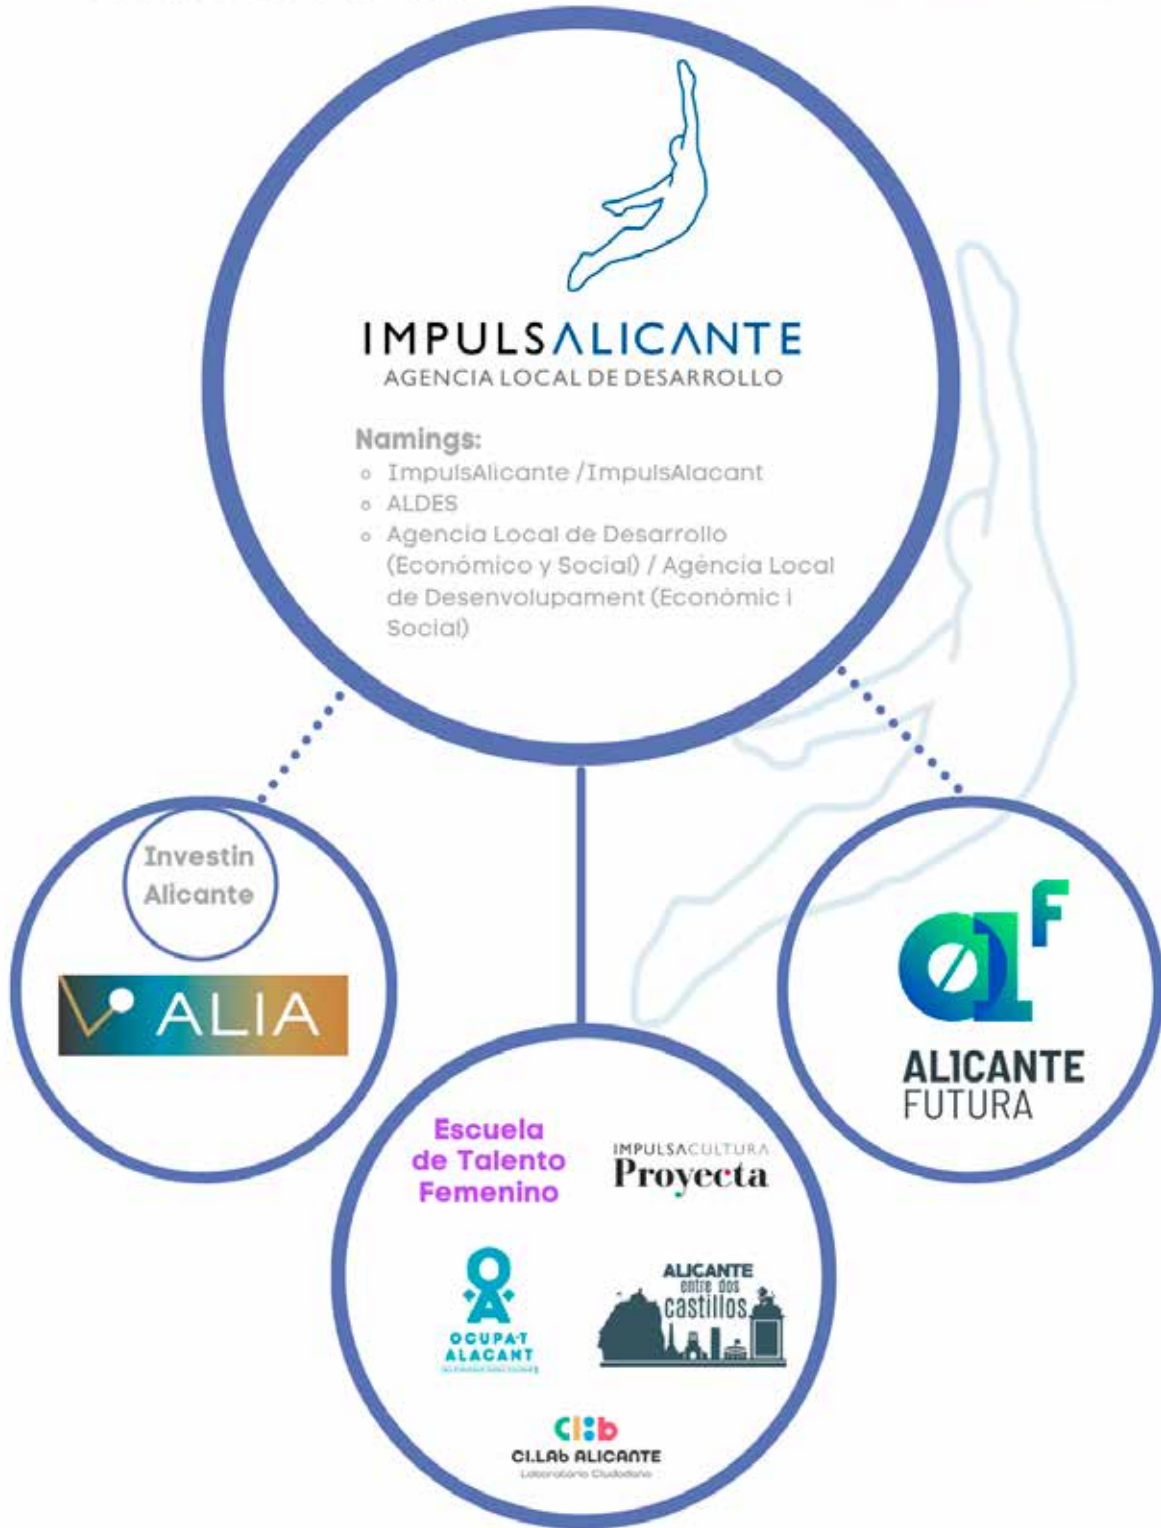 IMPULSALICANTE
AGENCIA LOCAL DE DESARROLLO
Namings:
ImpulsAlicante /ImpulsAlacant
ALDES
Agencia Local de Desarrollo
(Económico y Social) / Agència Local
de Desenvolupament (Econòmic i
Social)
Investin
Alicante
ALIA
al F
ALICANTE
FUTURA
Escuela
de Talento
Femenino
IMPULSACULTURA
Proyecta
OA
OCUPA·T
ALACANT
ALICANTE
entre dos
castillos
CI.LAb ALICANTE
Laboratorio Ciudadano